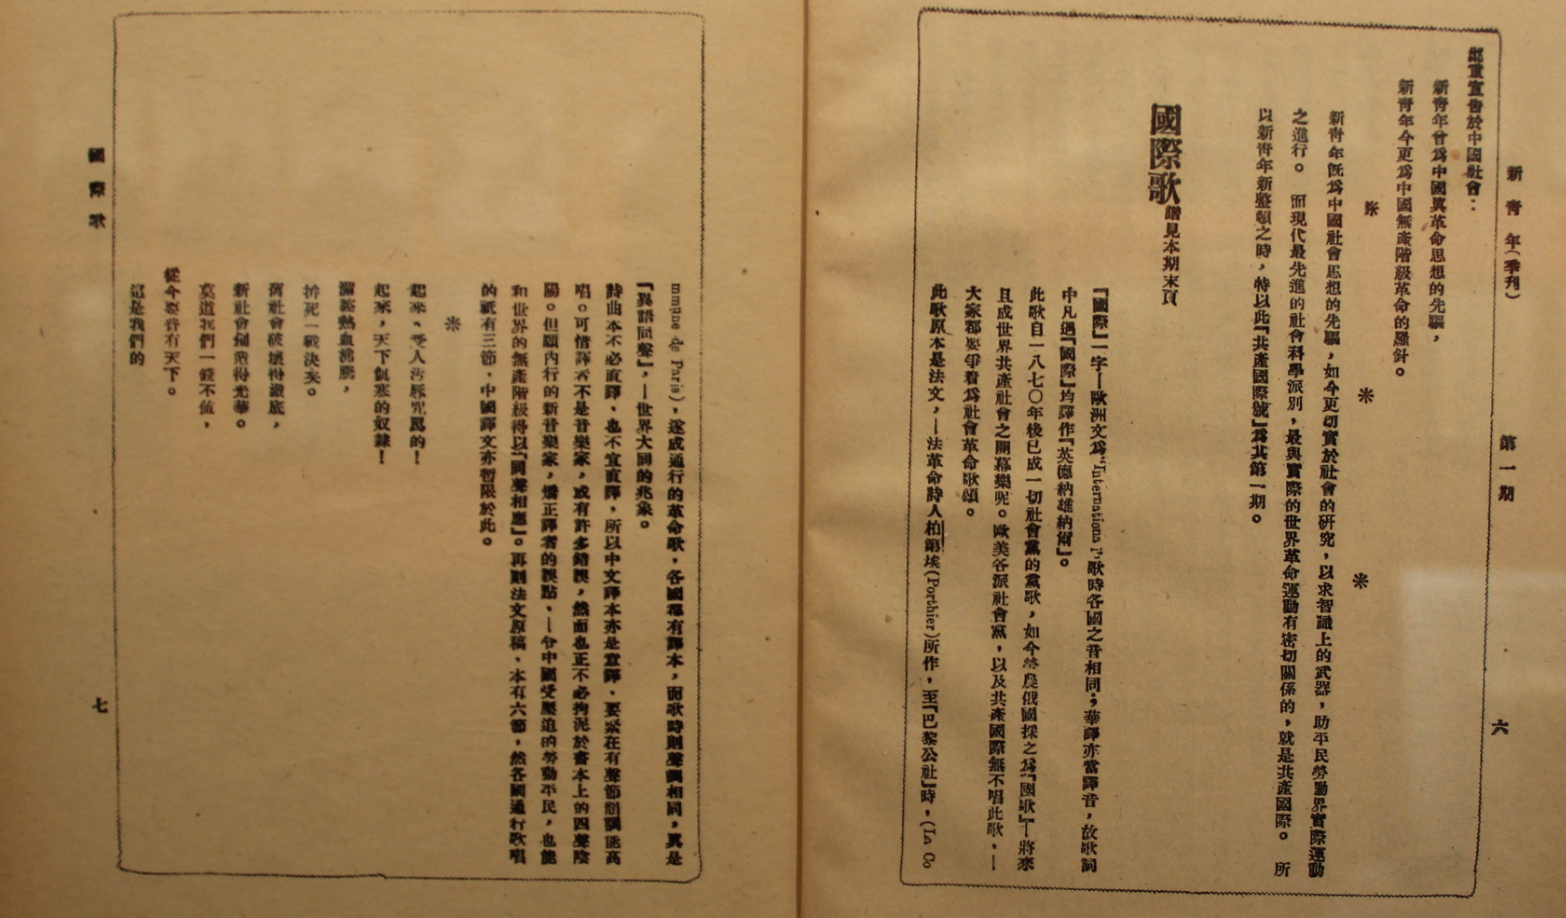 新青年(季刊)
第一期
六
鄭重宣告於中國社會：
新青年曾爲中國眞革命思想的先驅，
新青年今更爲中國無產階級革命的羅針。
※ ※ ※
新靑年旣爲中國社會思想的先驅，如今更切實於社會的硏究，以求智識上的武器，助平民勞動界實際運動
之進行。 而現代最先進的社會科學派別，最與實際的世界革命運動有密切關係的，就是共產國際。 所
以新青年新整頓之時，特以此『共產國際號』爲其第一期。
國際歌 譜見本期末頁
『國際』一字—歐洲文爲“International”，歌時各國之音相同；華譯亦當譯音，故歌詞
中凡遇『國際』均譯作『英德納雄納爾』。
此歌自一八七〇年後已成一切社會黨的黨歌，如今勞農俄國採之爲『國歌』—將來
且成世界共產社會之開幕樂呢。歐美各派社會黨，以及共產國際無不唱此歌，—
大家都要爭着爲社會革命歌頌。
此歌原本是法文，—法革命詩人柏第埃(Porthier)所作，至『巴黎公社』時，(La Co
mmune de Paris)，遂成通行的革命歌，各國都有譯本，而歌時則聲調相同，眞是
『異語同聲』，—世界大同的兆象。
詩曲本不必直譯，也不宜直譯，所以中文譯本亦是意譯，要緊在有聲節韻調能高
唱。可惜譯者不是音樂家，或有許多錯誤，然而也正不必拘泥於書本上的四聲陰
陽。但願內行的新音樂家，矯正譯者的誤點，—令中國受壓迫的勞動平民，也能
和世界的無產階級得以『同聲相應』。再則法文原稿，本有六節，然各國通行歌唱
的祇有三節，中國譯文亦暫限於此。
※
起來，受人汚辱咒罵的！
起來，天下飢寒的奴隸！
滿腔熱血沸騰，
拚死一戰決矣。
舊社會破壞得徹底，
新社會創造得光華。
莫道我們一錢不値，
從今要普有天下。
這是我們的
國際歌
七